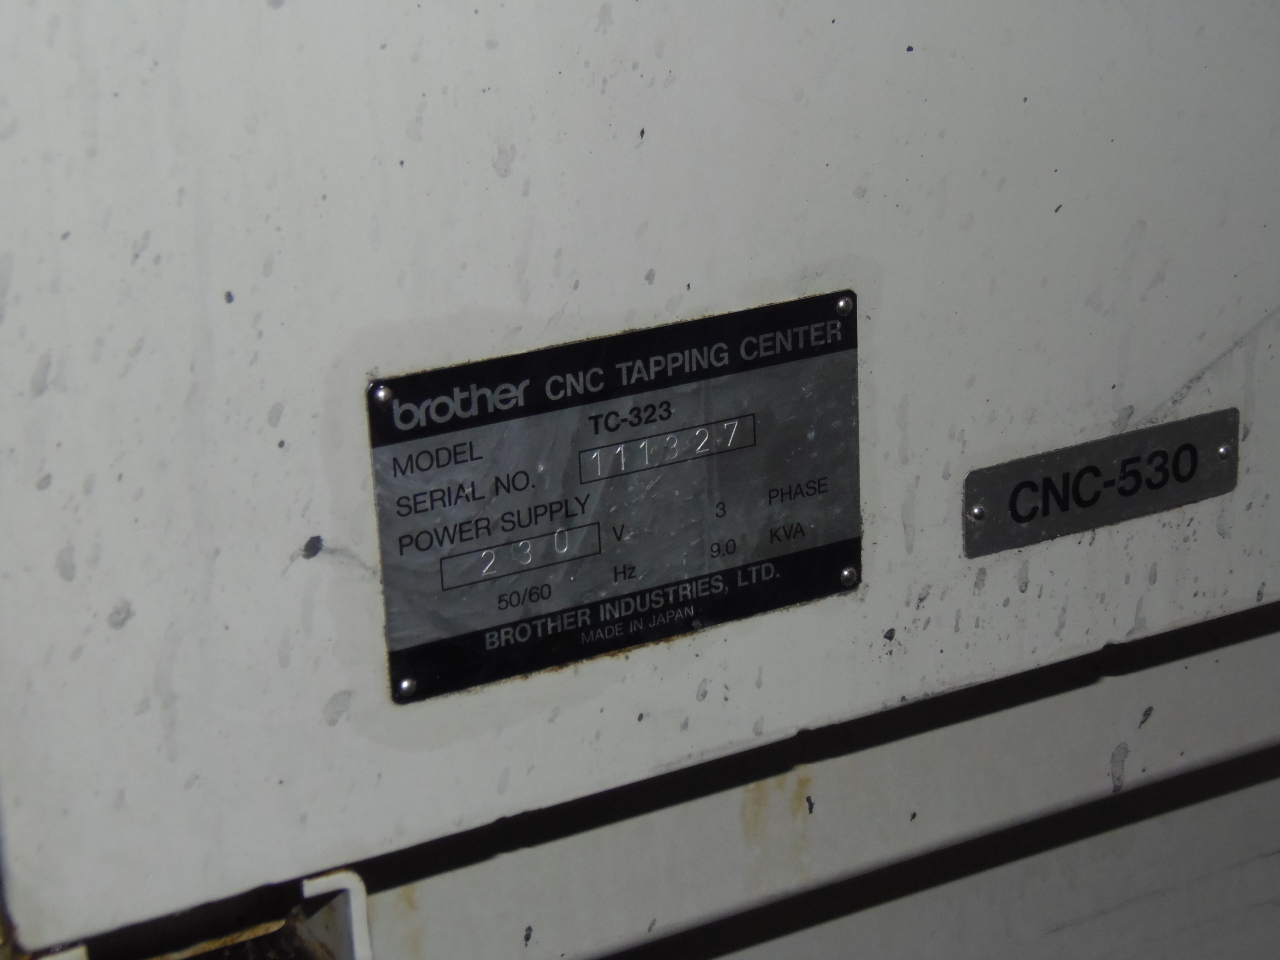 brother CNC TAPPING CENTER
MODEL TC-323
SERIAL NO. 111327
POWER SUPPLY
230 V 3 PHASE
50/60 Hz 9.0 KVA
BROTHER INDUSTRIES, LTD.
MADE IN JAPAN
CNC-530